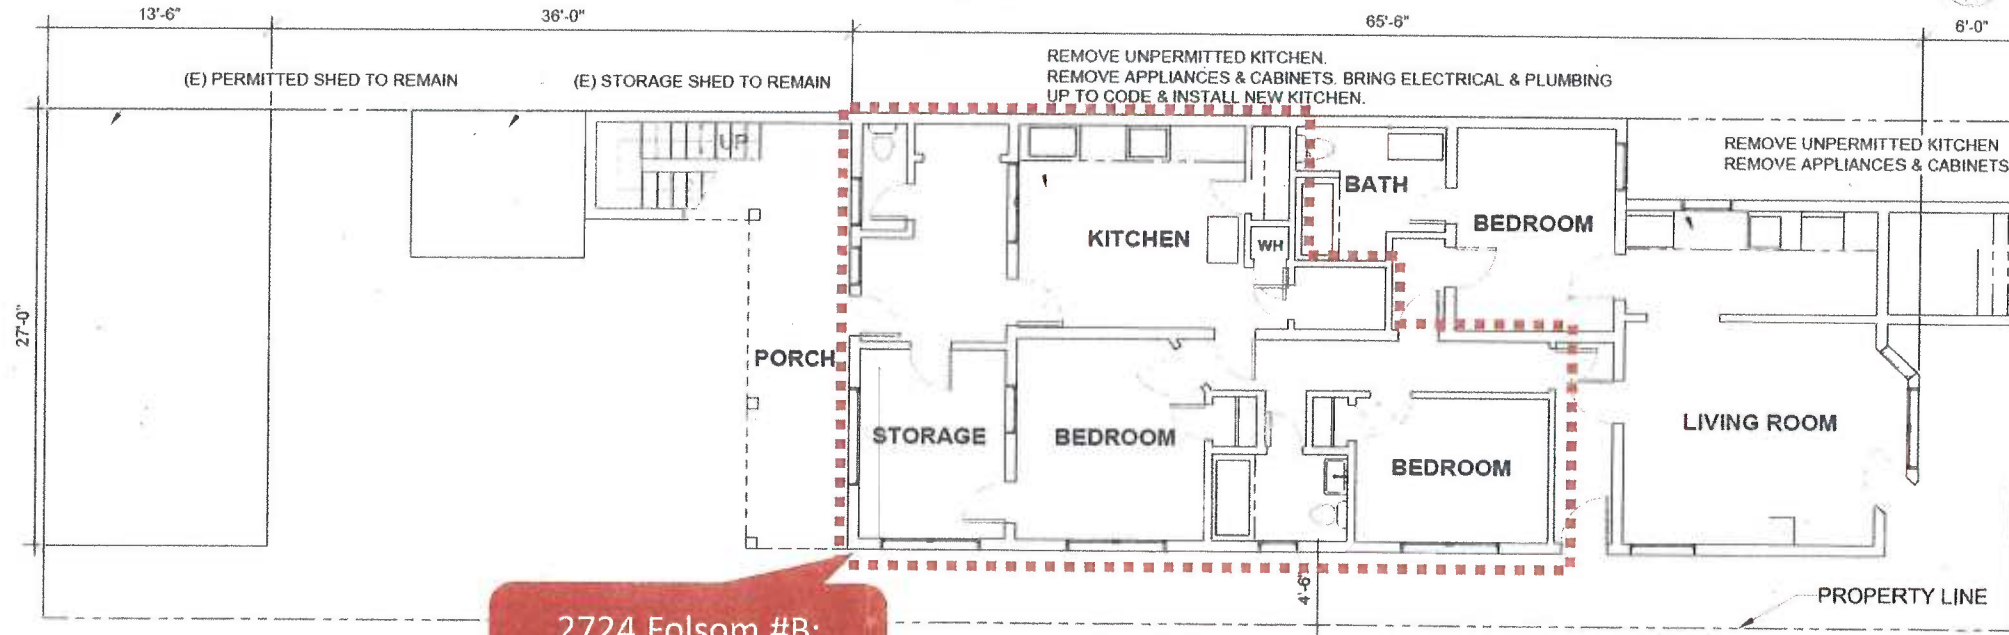 13'-6"
36'-0"
65'-6"
6'-0"
(E) PERMITTED SHED TO REMAIN
(E) STORAGE SHED TO REMAIN
REMOVE UNPERMITTED KITCHEN.
REMOVE APPLIANCES & CABINETS. BRING ELECTRICAL & PLUMBING
UP TO CODE & INSTALL NEW KITCHEN.
REMOVE UNPERMITTED KITCHEN
REMOVE APPLIANCES & CABINETS
UP
BATH
BEDROOM
KITCHEN
WH
27'-0"
PORCH
STORAGE
BEDROOM
BEDROOM
LIVING ROOM
4'-6"
PROPERTY LINE
2724 Folsom #B: